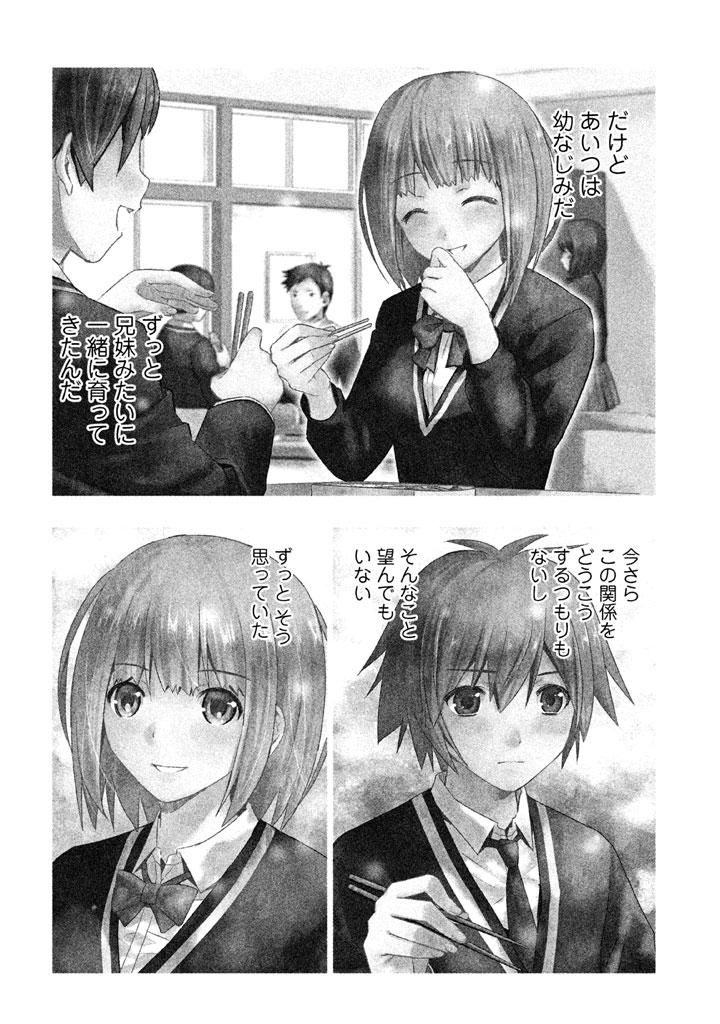 だけど
あいつは
幼なじみだ
ずっと
兄妹みたいに
一緒に育って
きたんだ
今さら
この関係を
どうこう
するつもりも
ないし
そんなこと
望んでも
いない
ずっと そう
思っていた